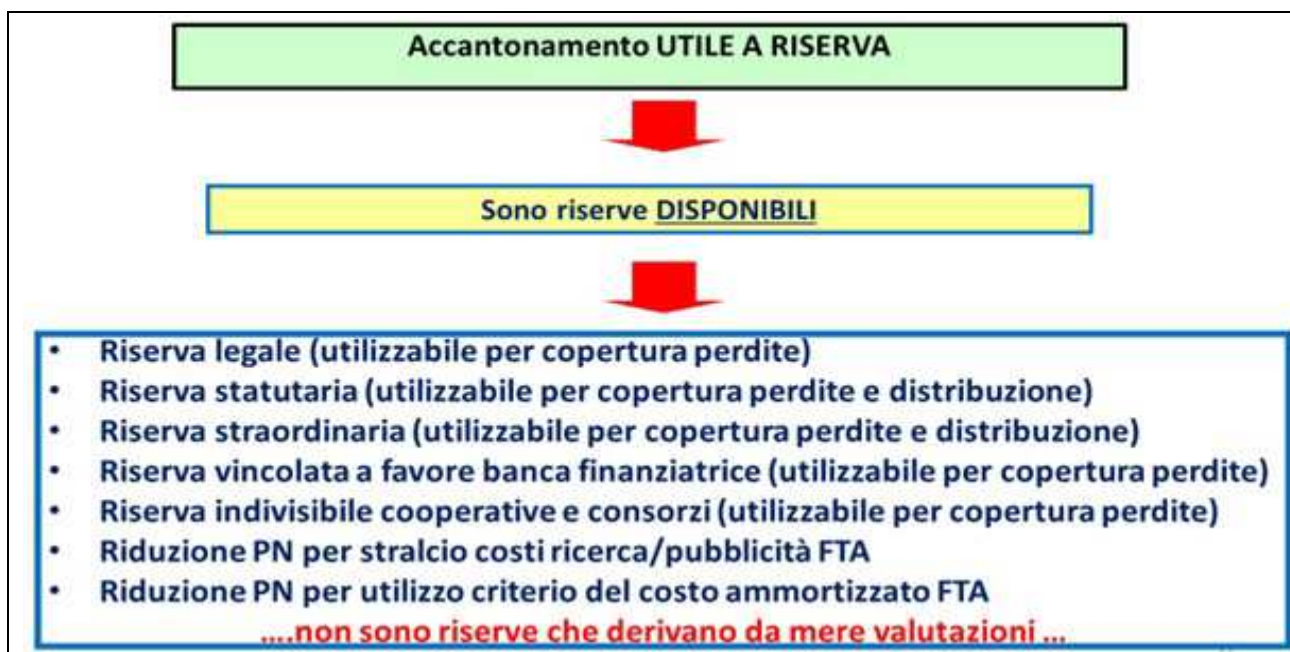 Accantonamento UTILE A RISERVA
Sono riserve DISPONIBILI
• Riserva legale (utilizzabile per copertura perdite)
• Riserva statutaria (utilizzabile per copertura perdite e distribuzione)
• Riserva straordinaria (utilizzabile per copertura perdite e distribuzione)
• Riserva vincolata a favore banca finanziatrice (utilizzabile per copertura perdite)
• Riserva indivisibile cooperative e consorzi (utilizzabile per copertura perdite)
• Riduzione PN per stralcio costi ricerca/pubblicità FTA
• Riduzione PN per utilizzo criterio del costo ammortizzato FTA
....non sono riserve che derivano da mere valutazioni ...